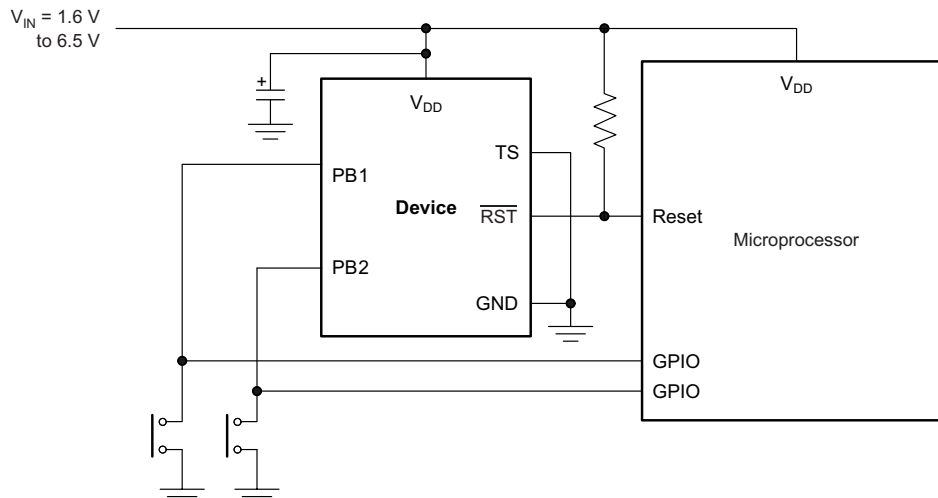 V_IN = 1.6 V
to 6.5 V
+
V_DD
V_DD
TS
PB1
Device
RST
Reset
Microprocessor
PB2
GND
GPIO
GPIO